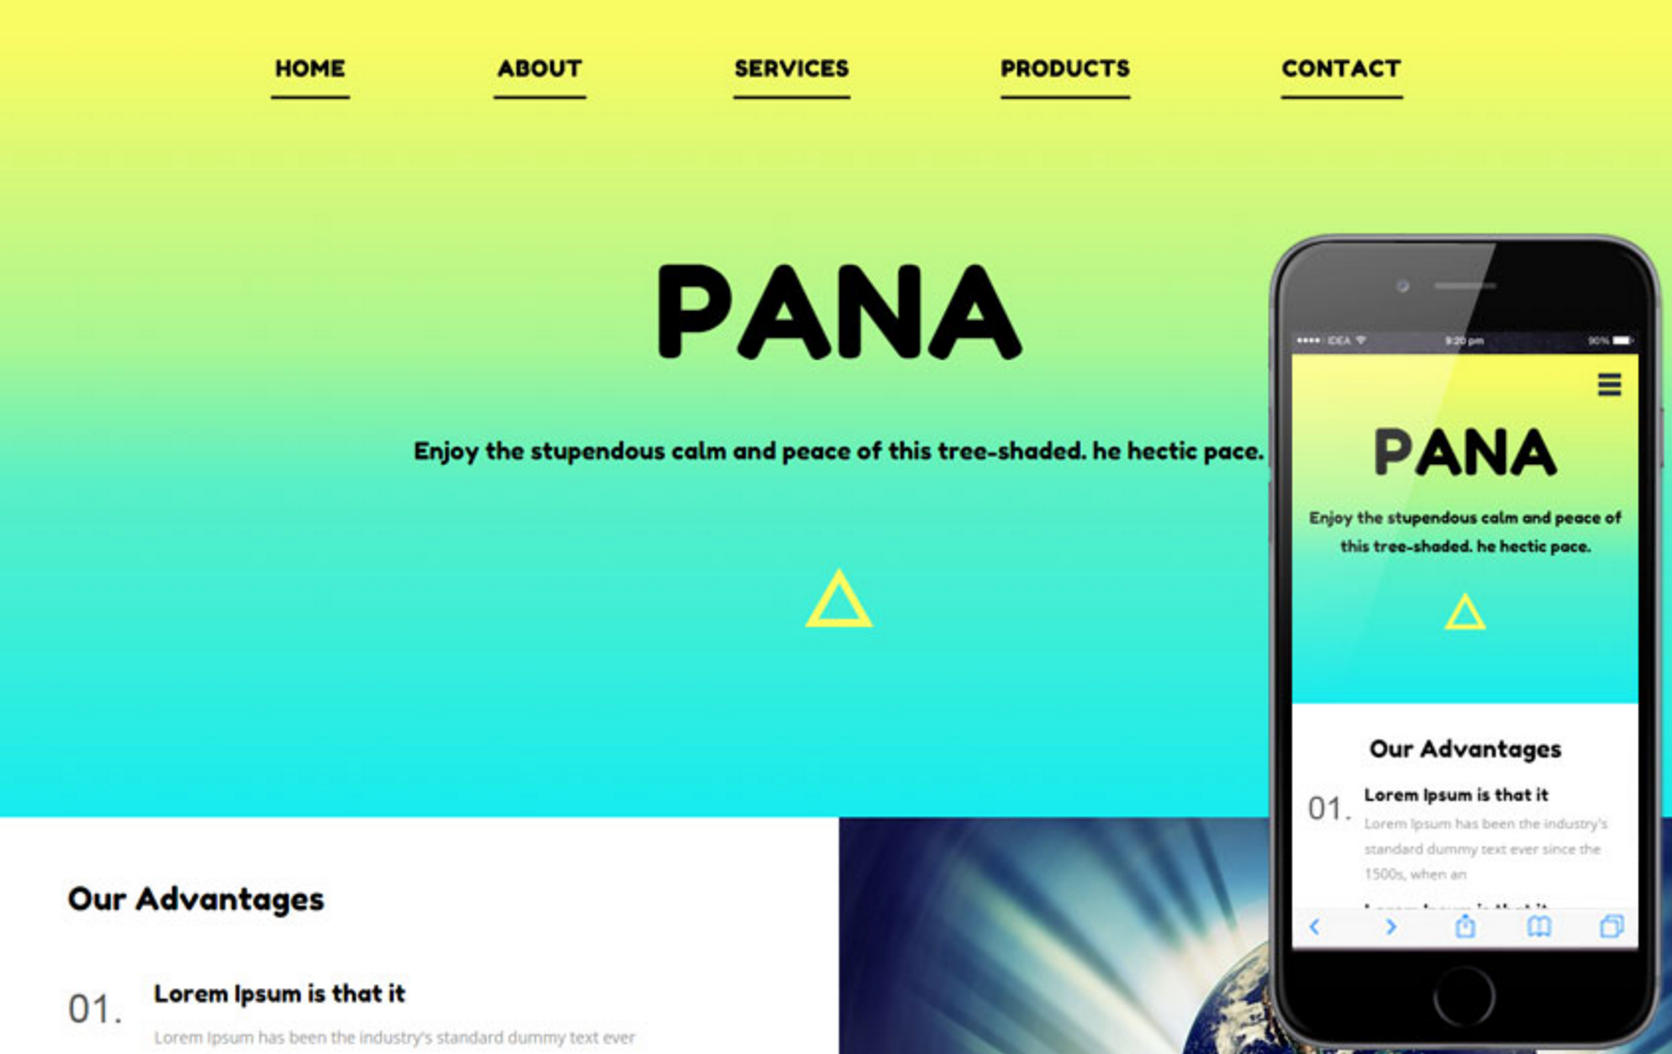 HOME ABOUT SERVICES PRODUCTS CONTACT
PANA
Enjoy the stupendous calm and peace of this tree-shaded. he hectic pace.
Our Advantages
01.
Lorem Ipsum is that it
Lorem Ipsum has been the industry's standard dummy text ever
IDEA 9:20 pm 90%
PANA
Enjoy the stupendous calm and peace of
this tree-shaded. he hectic pace.
Our Advantages
01.
Lorem Ipsum is that it
Lorem Ipsum has been the industry's
standard dummy text ever since the
1500s, when an